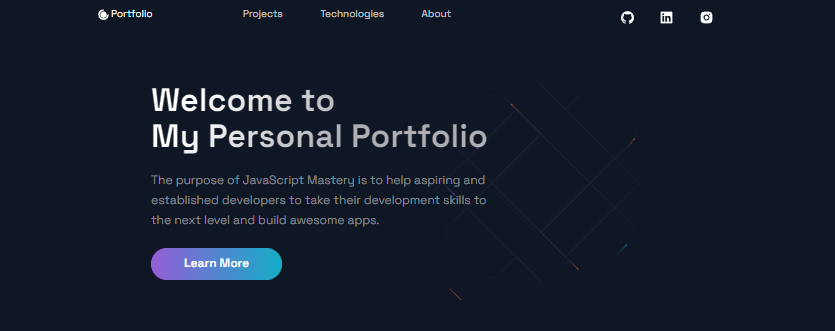 Portfolio
Projects
Technologies
About
Welcome to
My Personal Portfolio
The purpose of JavaScript Mastery is to help aspiring and
established developers to take their development skills to
the next level and build awesome apps.
Learn More